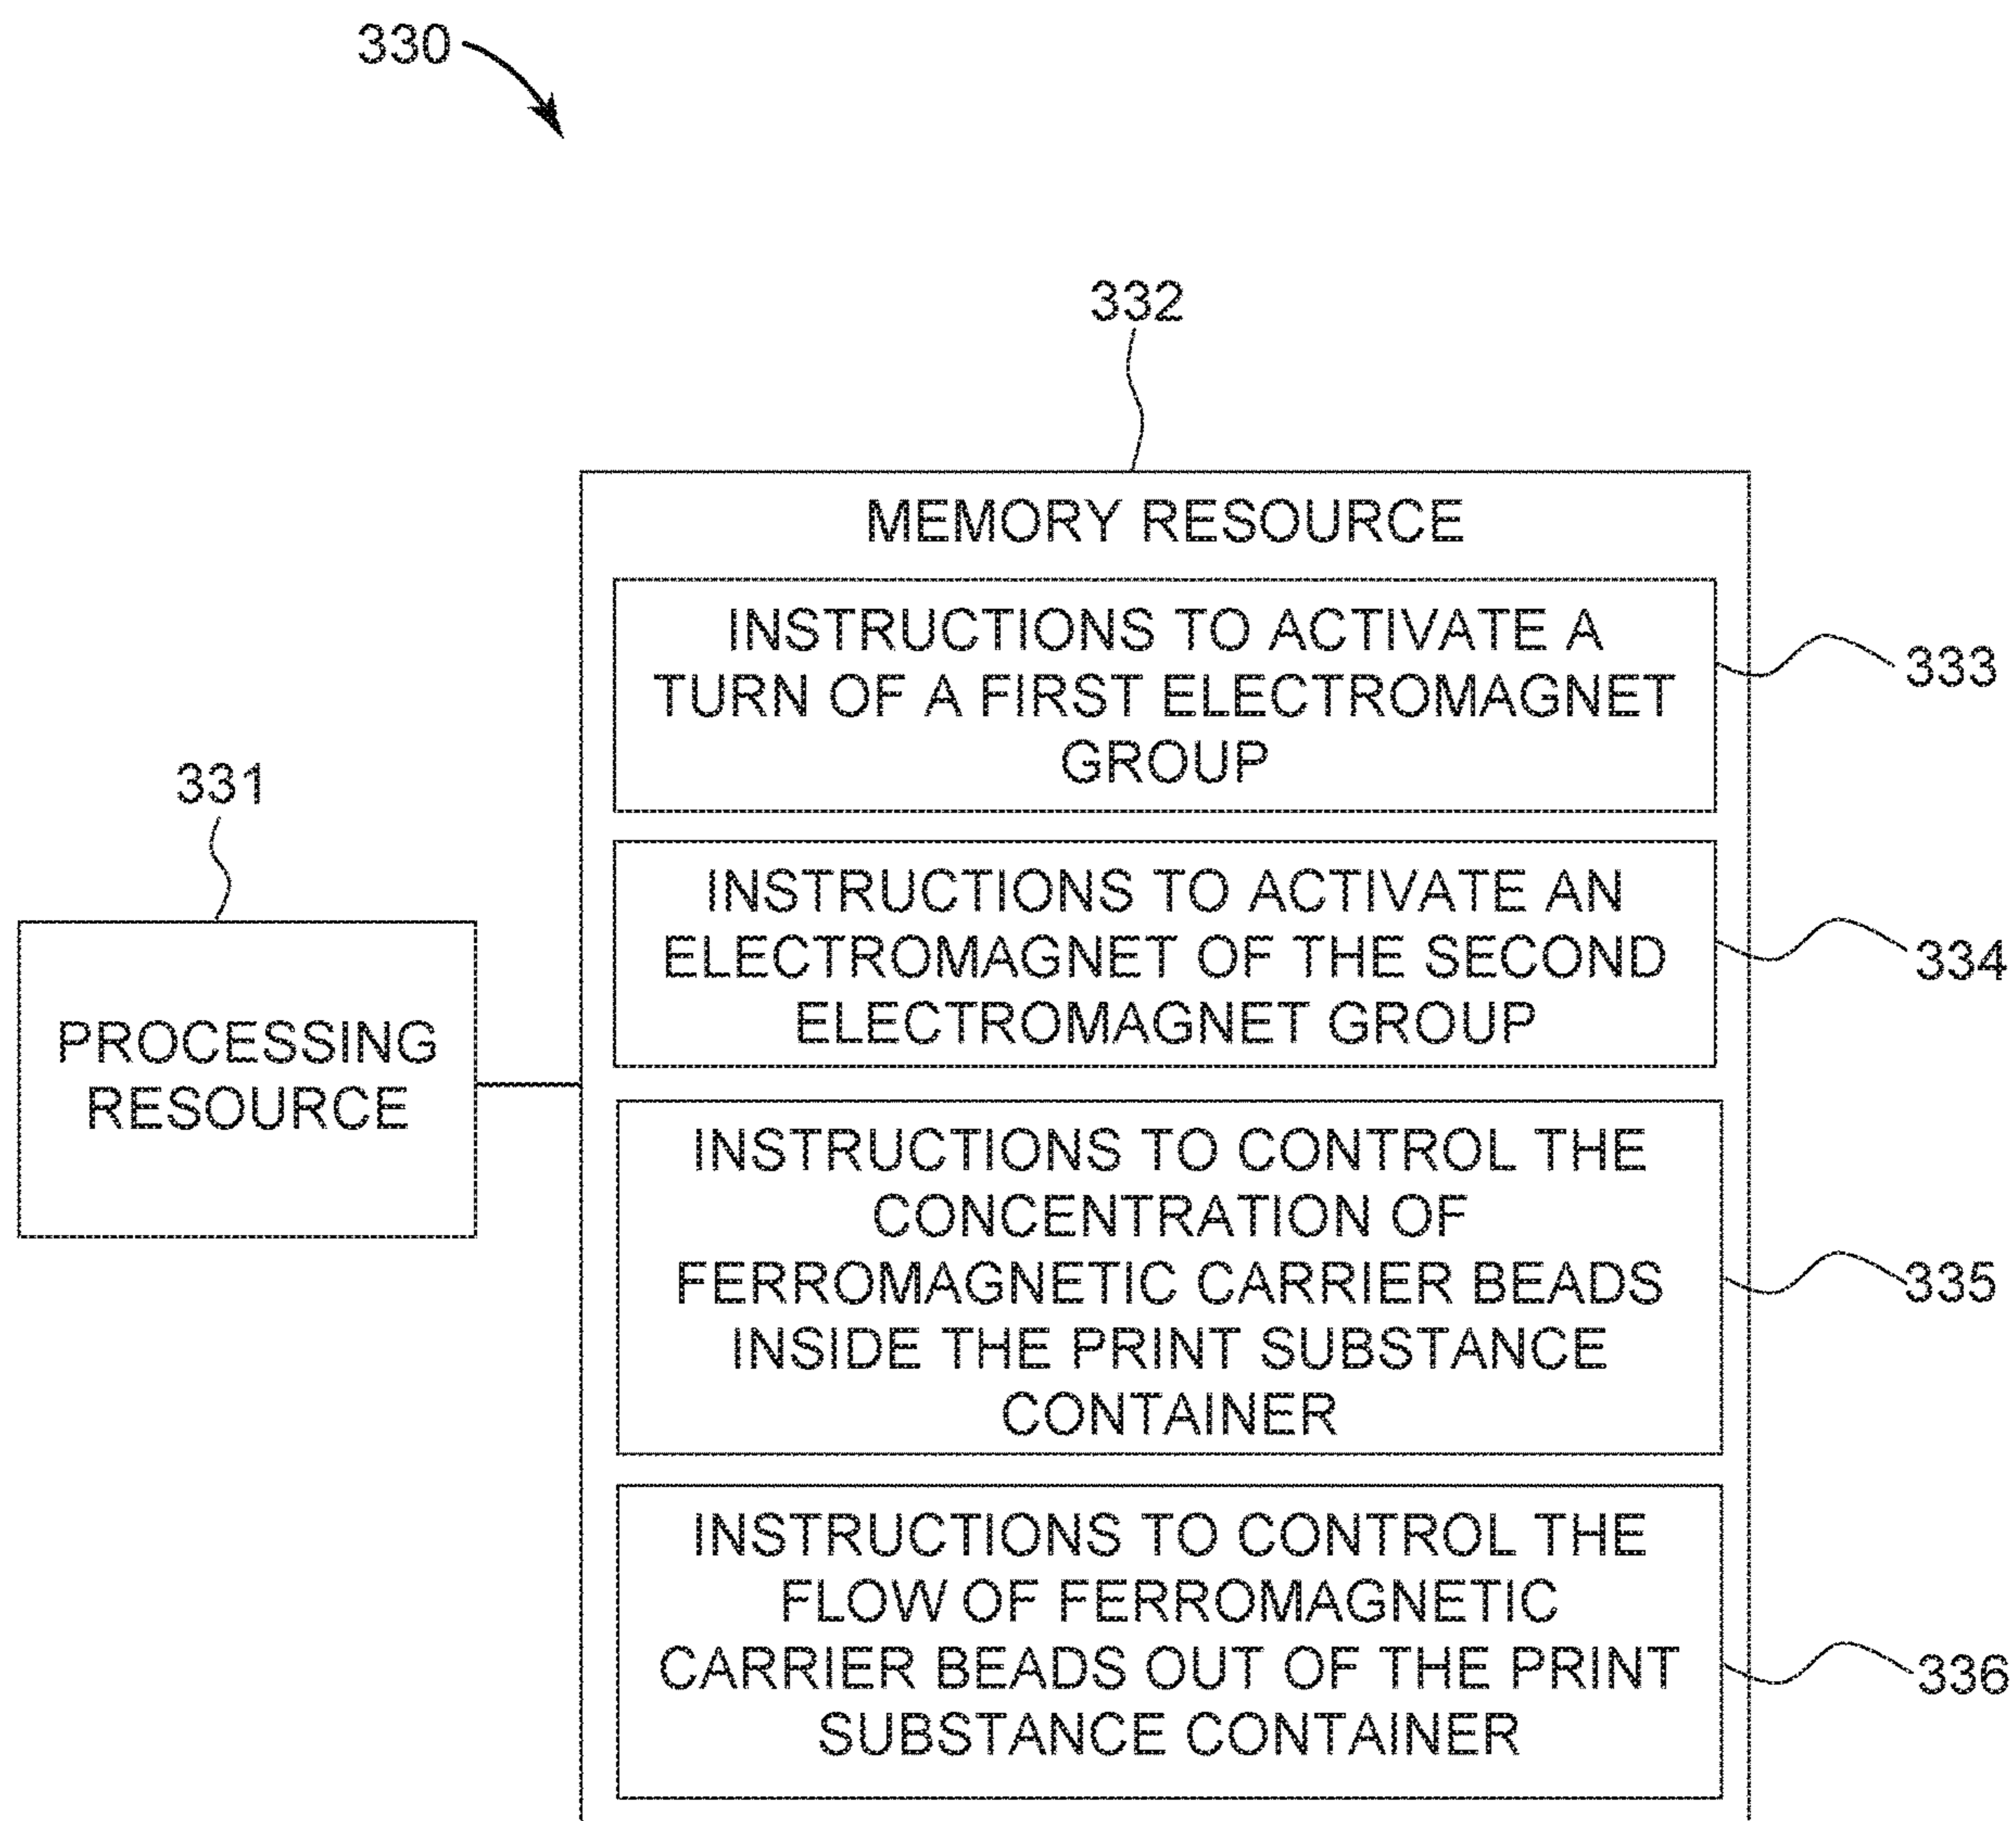 330
332
MEMORY RESOURCE
INSTRUCTIONS TO ACTIVATE A
TURN OF A FIRST ELECTROMAGNET
GROUP
333
331
PROCESSING
RESOURCE
INSTRUCTIONS TO ACTIVATE AN
ELECTROMAGNET OF THE SECOND
ELECTROMAGNET GROUP
334
INSTRUCTIONS TO CONTROL THE
CONCENTRATION OF
FERROMAGNETIC CARRIER BEADS
INSIDE THE PRINT SUBSTANCE
CONTAINER
335
INSTRUCTIONS TO CONTROL THE
FLOW OF FERROMAGNETIC
CARRIER BEADS OUT OF THE PRINT
SUBSTANCE CONTAINER
336